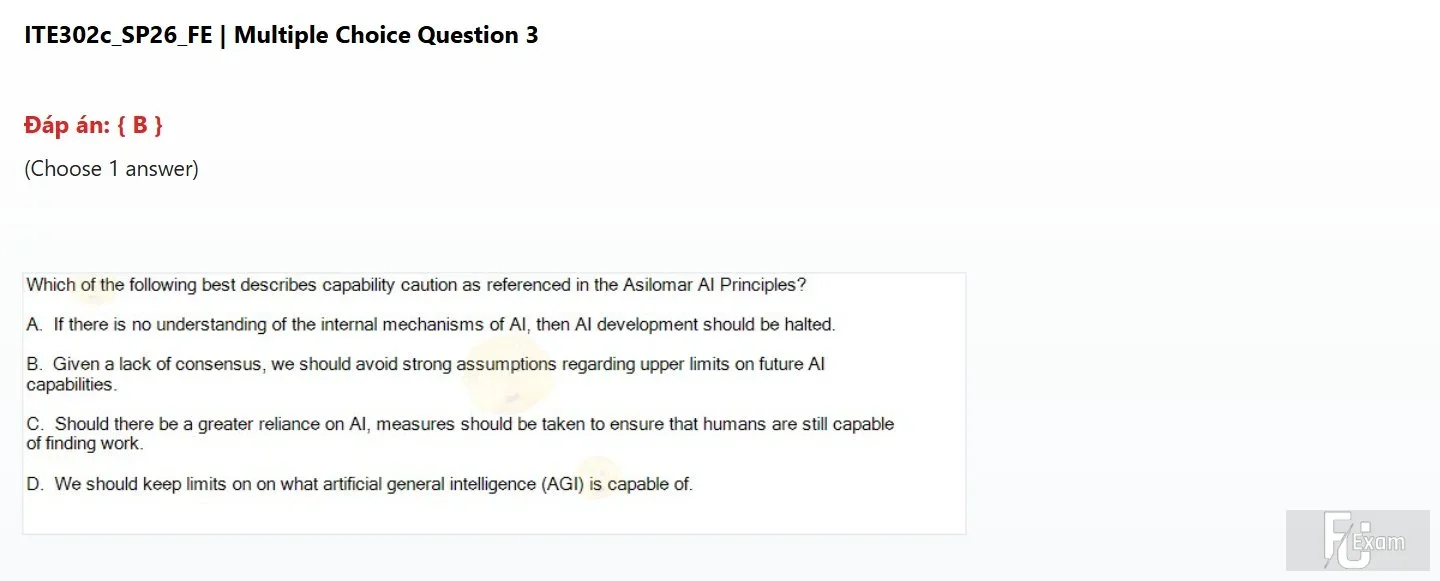 ITE302c_SP26_FE | Multiple Choice Question 3
Đáp án: { B }
(Choose 1 answer)
Which of the following best describes capability caution as referenced in the Asilomar AI Principles?
A. If there is no understanding of the internal mechanisms of AI, then AI development should be halted.
B. Given a lack of consensus, we should avoid strong assumptions regarding upper limits on future AI
capabilities.
C. Should there be a greater reliance on AI, measures should be taken to ensure that humans are still capable
of finding work.
D. We should keep limits on on what artificial general intelligence (AGI) is capable of.
FU Exam